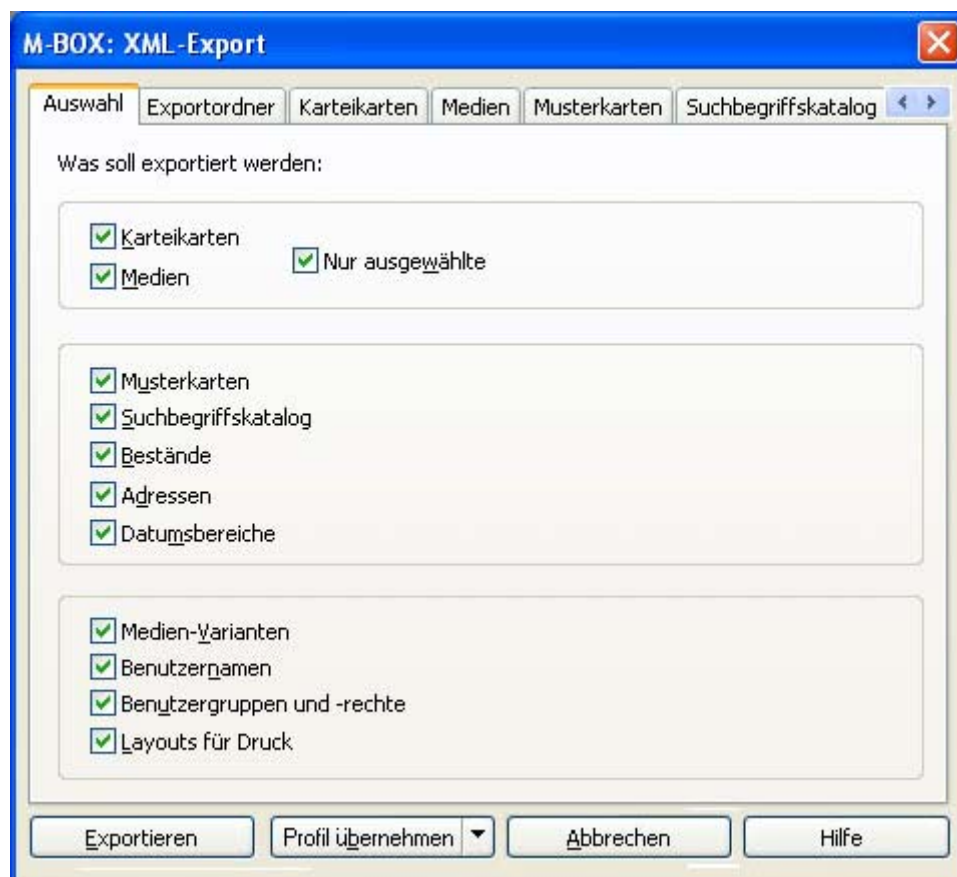 M-BOX: XML-Export
Auswahl Exportordner Karteikarten Medien Musterkarten Suchbegriffskatalog
Was soll exportiert werden:
Karteikarten
Nur ausgewählte
Medien
Musterkarten
Suchbegriffskatalog
Bestände
Adressen
Datumsbereiche
Medien-Varianten
Benutzernamen
Benutzergruppen und -rechte
Layouts für Druck
Exportieren Profil übernehmen Abbrechen Hilfe